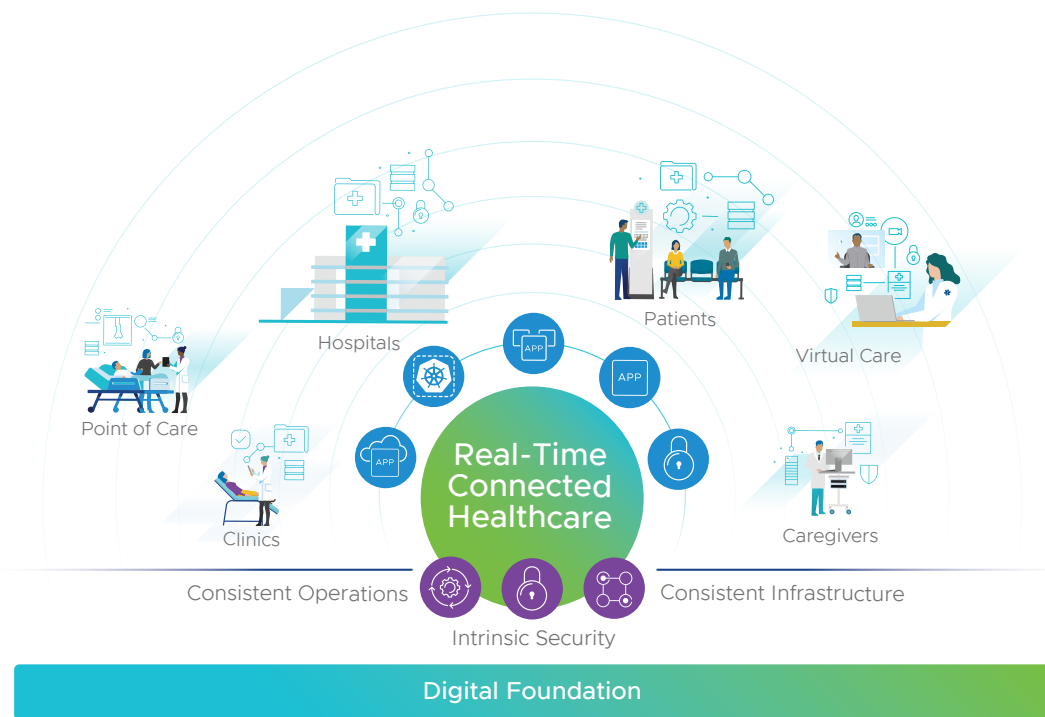 Hospitals
Patients
Virtual Care
Point of Care
Clinics
Caregivers
APP
APP
APP
Real-Time
Connected
Healthcare
Consistent Operations
Consistent Infrastructure
Intrinsic Security
Digital Foundation